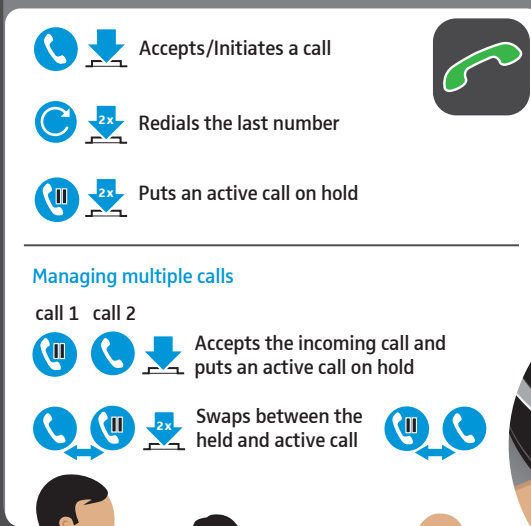 Accepts/Initiates a call
2x Redials the last number
2x Puts an active call on hold
Managing multiple calls
call 1 call 2
Accepts the incoming call and
puts an active call on hold
2x Swaps between the
held and active call